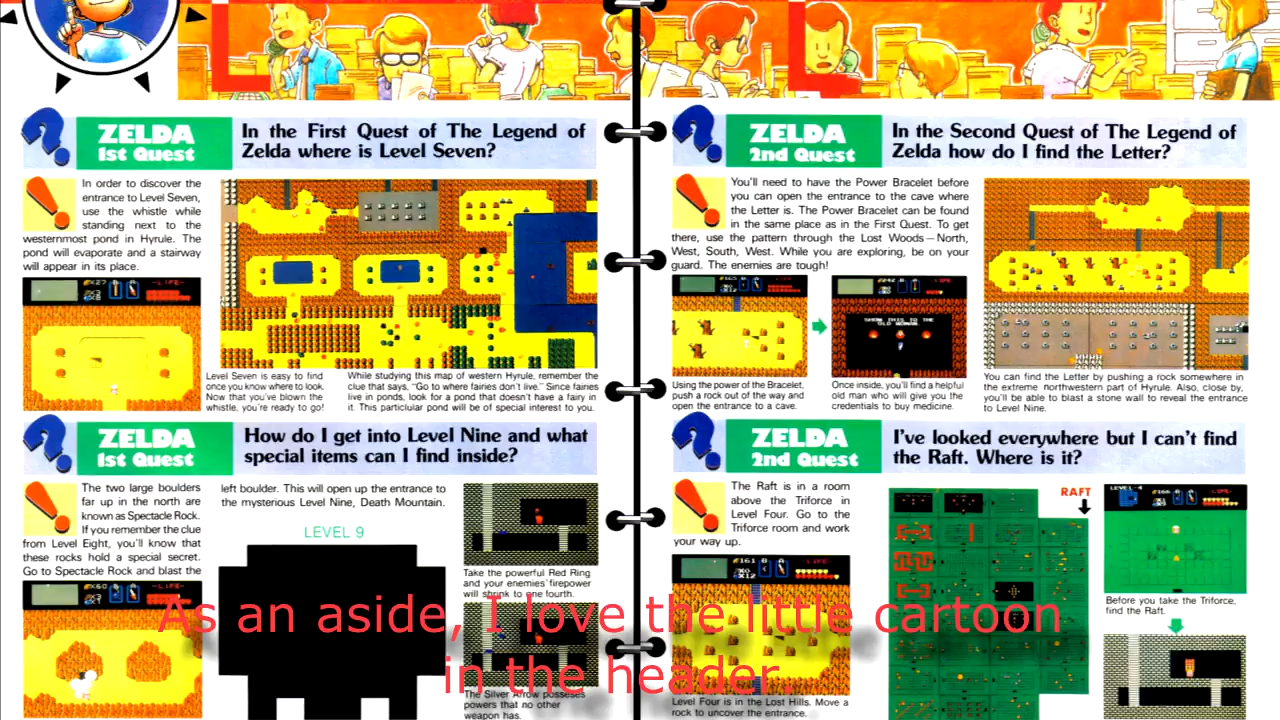 ZELDA
1st Quest
In the First Quest of The Legend of
Zelda where is Level Seven?
In order to discover the
entrance to Level Seven,
use the whistle while
standing next to the
westernmost pond in Hyrule. The
pond will evaporate and a stairway
will appear in its place.
-LIFE-
Level Seven is easy to find
once you know where to look.
Now that you've blown the
whistle, you're ready to go!
While studying this map of western Hyrule, remember the
clue that says, "Go to where fairies don't live." Since fairies
live in ponds, look for a pond that doesn't have a fairy in
it. This particlular pond will be of special interest to you.
ZELDA
1st Quest
How do I get into Level Nine and what
special items can I find inside?
The two large boulders
far up in the north are
known as Spectacle Rock.
If you remember the clue
from Level Eight, you'll know that
these rocks hold a special secret.
Go to Spectacle Rock and blast the
left boulder. This will open up the entrance to
the mysterious Level Nine, Death Mountain.
-LIFE-
LEVEL 9
Take the powerful Red Ring
and your enemies' firepower
will shrink to one fourth.
The Silver Arrow possesses
powers that no other
weapon has.
ZELDA
2nd Quest
In the Second Quest of The Legend of
Zelda how do I find the Letter?
You'll need to have the Power Bracelet before
you can open the entrance to the cave where
the Letter is. The Power Bracelet can be found
in the same place as in the First Quest. To get
there, use the pattern through the Lost Woods—North,
West, South, West. While you are exploring, be on your
guard. The enemies are tough!
SHOW THIS TO THE
OLD WOMAN.
Using the power of the Bracelet,
push a rock out of the way and
open the entrance to a cave.
Once inside, you'll find a helpful
old man who will give you the
credentials to buy medicine.
You can find the Letter by pushing a rock somewhere in
the extreme northwestern part of Hyrule. Also, close by,
you'll be able to blast a stone wall to reveal the entrance
to Level Nine.
ZELDA
2nd Quest
I've looked everywhere but I can't find
the Raft. Where is it?
The Raft is in a room
above the Triforce in
Level Four. Go to the
Triforce room and work
your way up.
-LIFE-
Level Four is in the Lost Hills. Move a
rock to uncover the entrance.
RAFT
LEVEL-4
Before you take the Triforce,
find the Raft.
As an aside, I love the little cartoon
in the header.